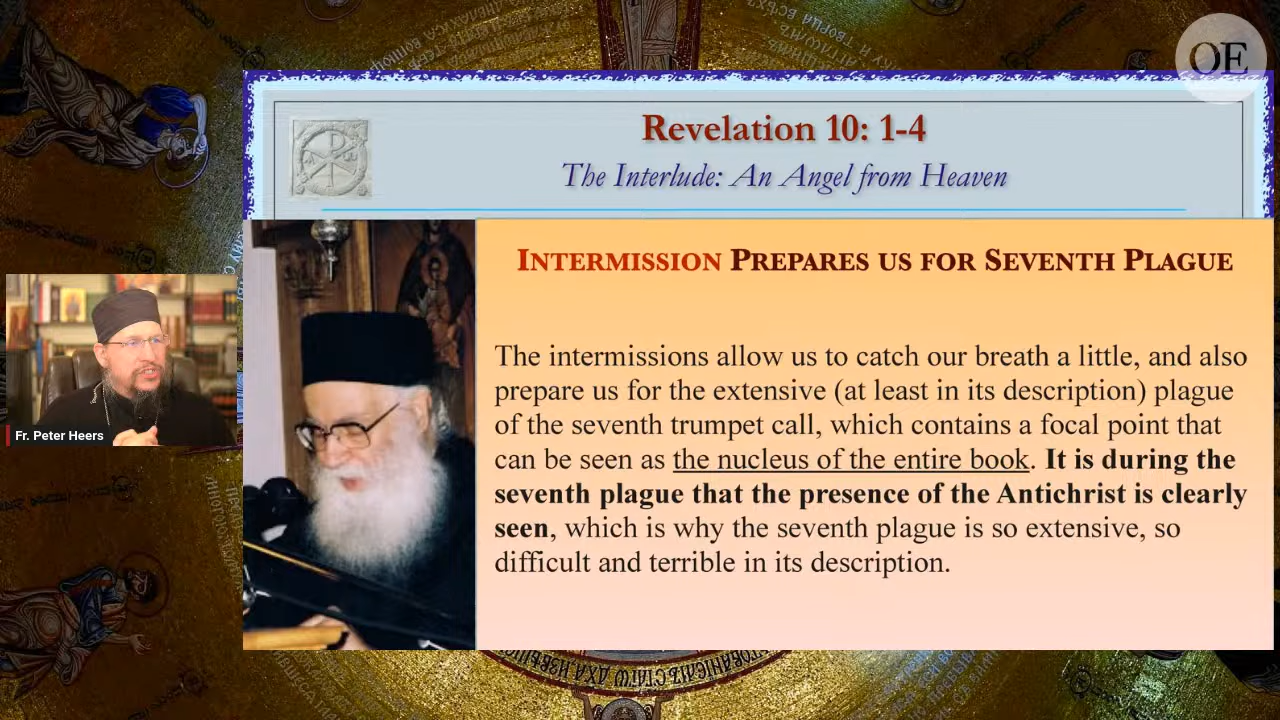 OE
Revelation 10: 1-4
The Interlude: An Angel from Heaven
INTERMISSION PREPARES US FOR SEVENTH PLAGUE
The intermissions allow us to catch our breath a little, and also
prepare us for the extensive (at least in its description) plague
of the seventh trumpet call, which contains a focal point that
can be seen as the nucleus of the entire book. It is during the
seventh plague that the presence of the Antichrist is clearly
seen, which is why the seventh plague is so extensive, so
difficult and terrible in its description.
Fr. Peter Heers